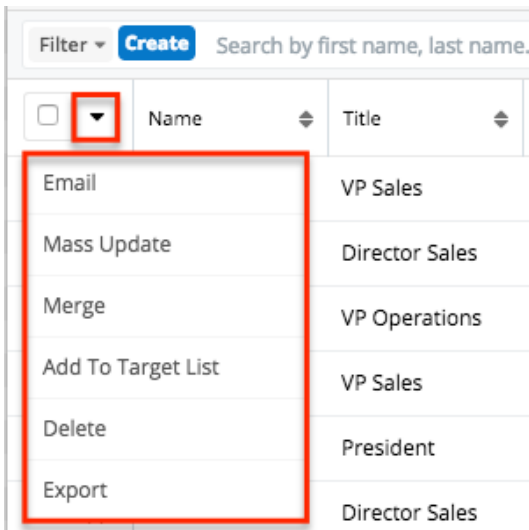 Filter Create Search by first name, last name.
Name Title
Email VP Sales
Mass Update Director Sales
Merge VP Operations
Add To Target List VP Sales
Delete President
Export Director Sales